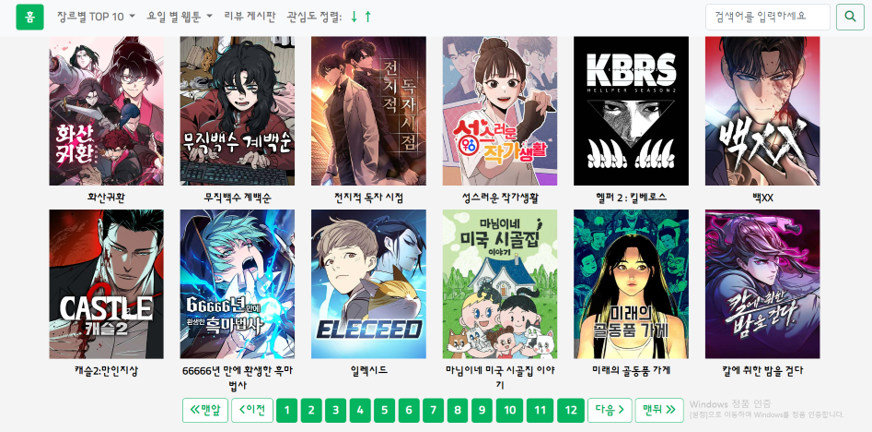 홈 장르별 TOP 10 요일 별 웹툰 리뷰 게시판 관심도 정렬: ↓ ↑ 검색어를 입력하세요
화산귀환
무직백수 계백순
전지적 독자 시점
성스러운 작가생활
KBRS
HELLPER SEASON2
백XX
화산귀환
무직백수 계백순
전지적 독자 시점
성스러운 작가생활
헬퍼 2 : 킬베로스
백XX
CASTLE
캐슬2
66666년 만에
환생한 흑마법사
ELECEED
마님이네
미국 시골집
이야기
미래의
골동품 가게
칼에 취한
밤을 걷다
캐슬2:만인지상
66666년 만에 환생한 흑마
법사
일렉시드
마님이네 미국 시골집 이야
기
미래의 골동품 가게
칼에 취한 밤을 걷다
≪맨앞 <이전 1 2 3 4 5 6 7 8 9 10 11 12 다음 > 맨뒤 ≫
Windows 정품 인증
[설정]으로 이동하여 Windows를 정품 인증합니다.